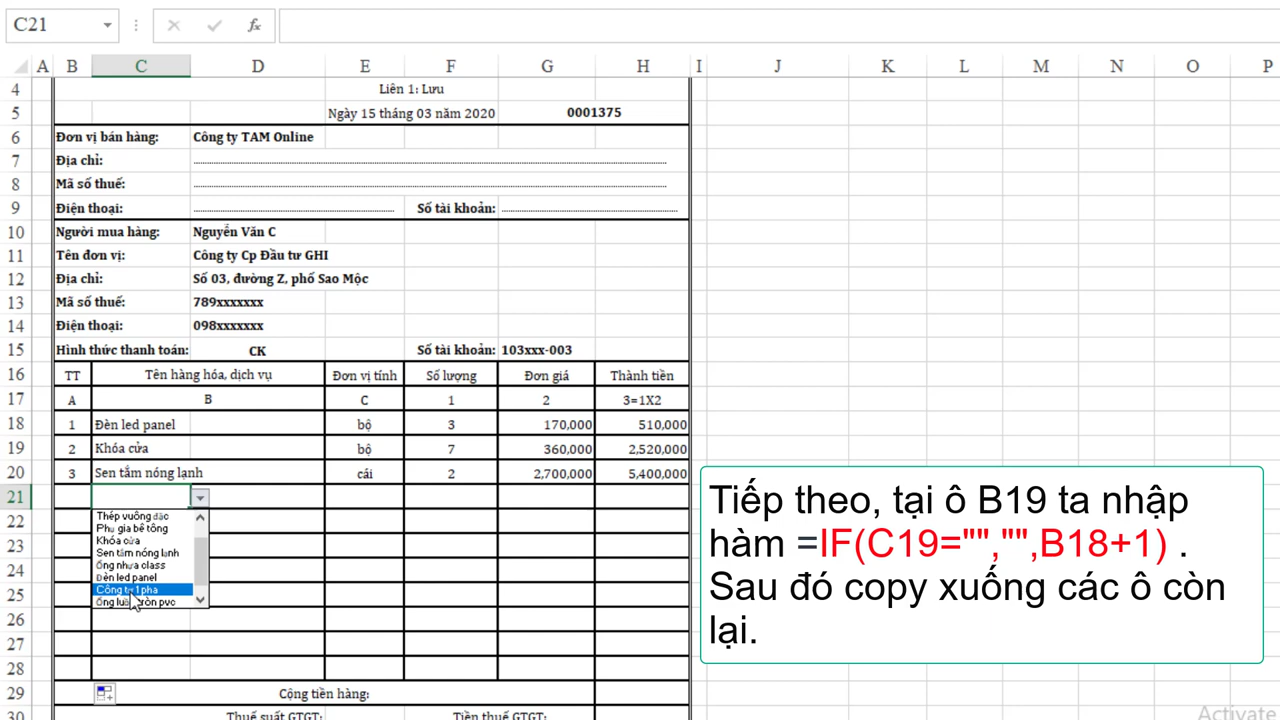 C21
fx
A B C D E F G H I J K L M N O P
4 Liên 1: Lưu
5 Ngày 15 tháng 03 năm 2020 0001375
6 Đơn vị bán hàng: Công ty TAM Online
7 Địa chỉ:
8 Mã số thuế:
9 Điện thoại: Số tài khoản:
10 Người mua hàng: Nguyễn Văn C
11 Tên đơn vị: Công ty Cp Đầu tư GHI
12 Địa chỉ: Số 03, đường Z, phố Sao Mộc
13 Mã số thuế: 789xxxxxxx
14 Điện thoại: 098xxxxxxx
15 Hình thức thanh toán: CK Số tài khoản: 103xxx-003
16 TT Tên hàng hóa, dịch vụ Đơn vị tính Số lượng Đơn giá Thành tiền
17 A B C 1 2 3=1X2
18 1 Đèn led panel bộ 3 170,000 510,000
19 2 Khóa cửa bộ 7 360,000 2,520,000
20 3 Sen tắm nóng lạnh cái 2 2,700,000 5,400,000
21
Thép vuông đặc
Phụ gia bê tông
Khóa cửa
Sen tắm nóng lạnh
Ống nhựa class
Đèn led panel
Công tơ 1 pha
Ống luồn tròn pvc
22
23
24
25
26
27
28
29 Cộng tiền hàng:
30 Thuế suất GTGT: Tiền thuế GTGT:
Tiếp theo, tại ô B19 ta nhập
hàm =IF(C19="","",B18+1) .
Sau đó copy xuống các ô còn
lại.
Activate